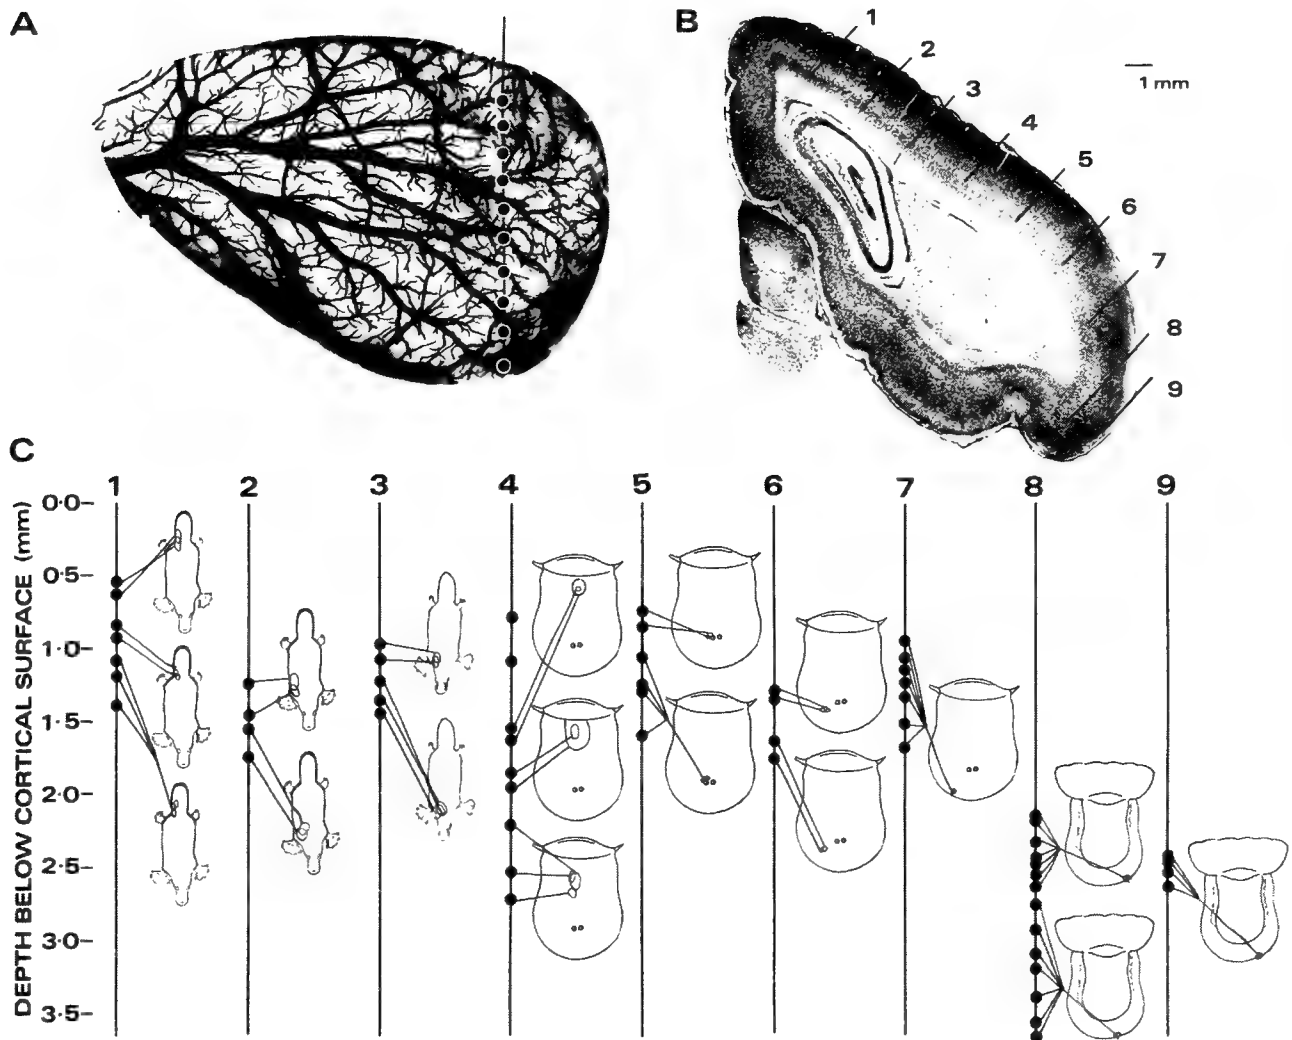 A
B
1
2
3
4
5
6
7
8
9
1 mm
C
1 2 3 4 5 6 7 8 9
DEPTH BELOW CORTICAL SURFACE (mm)
0·0-
0·5-
1·0-
1·5-
2·0-
2·5-
3·0-
3·5-